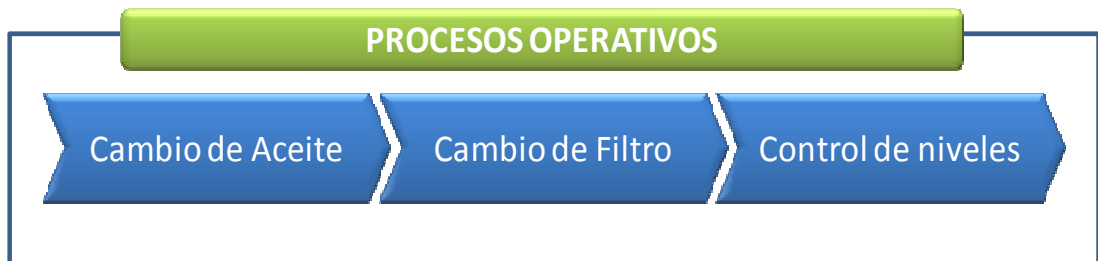 PROCESOS OPERATIVOS
Cambio de Aceite
Cambio de Filtro
Control de niveles